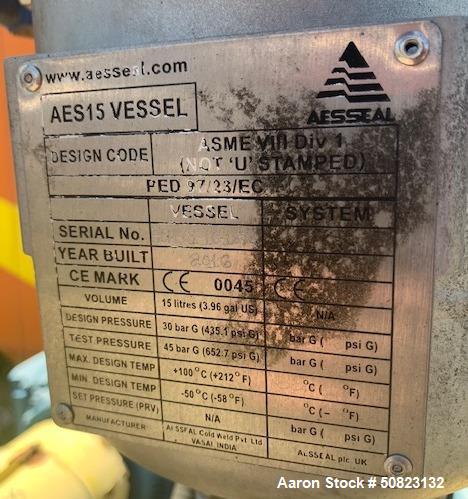 www.aesseal.com
AESSEAL
AES15 VESSEL
DESIGN CODE ASME VIII Div 1
(NOT 'U' STAMPED)
PED 97/23/EC
VESSEL SYSTEM
SERIAL No.
YEAR BUILT 2016
CE MARK CE 0045 CE
VOLUME 15 litres (3.96 gal US) N/A
DESIGN PRESSURE 30 bar G (435.1 psi G) bar G ( psi G)
TEST PRESSURE 45 bar G (652.7 psi G) bar G ( psi G)
MAX. DESIGN TEMP +100°C (+212°F) °C ( °F)
MIN. DESIGN TEMP -50°C (-58°F) °C (- °F)
SET PRESSURE (PRV) N/A bar G ( psi G)
MANUFACTURER AESSEAL Cold Weld Pvt. Ltd AESSEAL plc. UK
VASAI, INDIA
Aaron Stock # 50823132